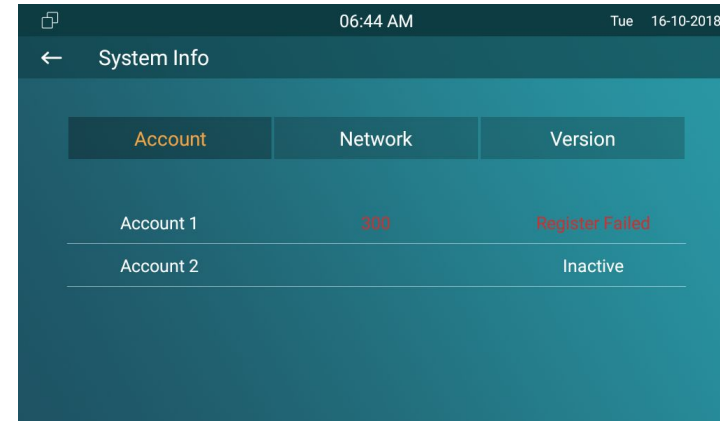 06:44 AM Tue 16-10-2018
System Info
Account Network Version
Account 1 300 Register Failed
Account 2 Inactive